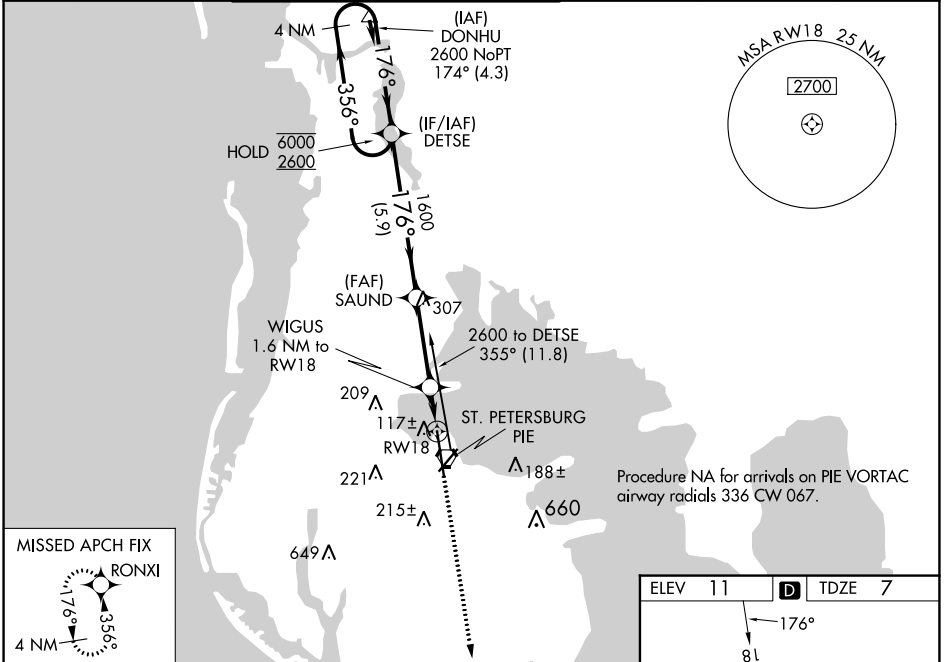 4 NM
(IAF)
DONHU
2600 NoPT
174° (4.3)
176°
356°
(IF/IAF)
DETSE
HOLD 6000
2600
MSA RW18 25 NM
2700
1600
176°
(5.9)
(FAF)
SAUND
307
WIGUS
1.6 NM to
RW18
2600 to DETSE
355° (11.8)
209
117±
RW18
ST. PETERSBURG
PIE
221
188±
215±
660
649
Procedure NA for arrivals on PIE VORTAC
airway radials 336 CW 067.
MISSED APCH FIX
RONXI
176°
356°
4 NM
ELEV 11 D TDZE 7
176°
18